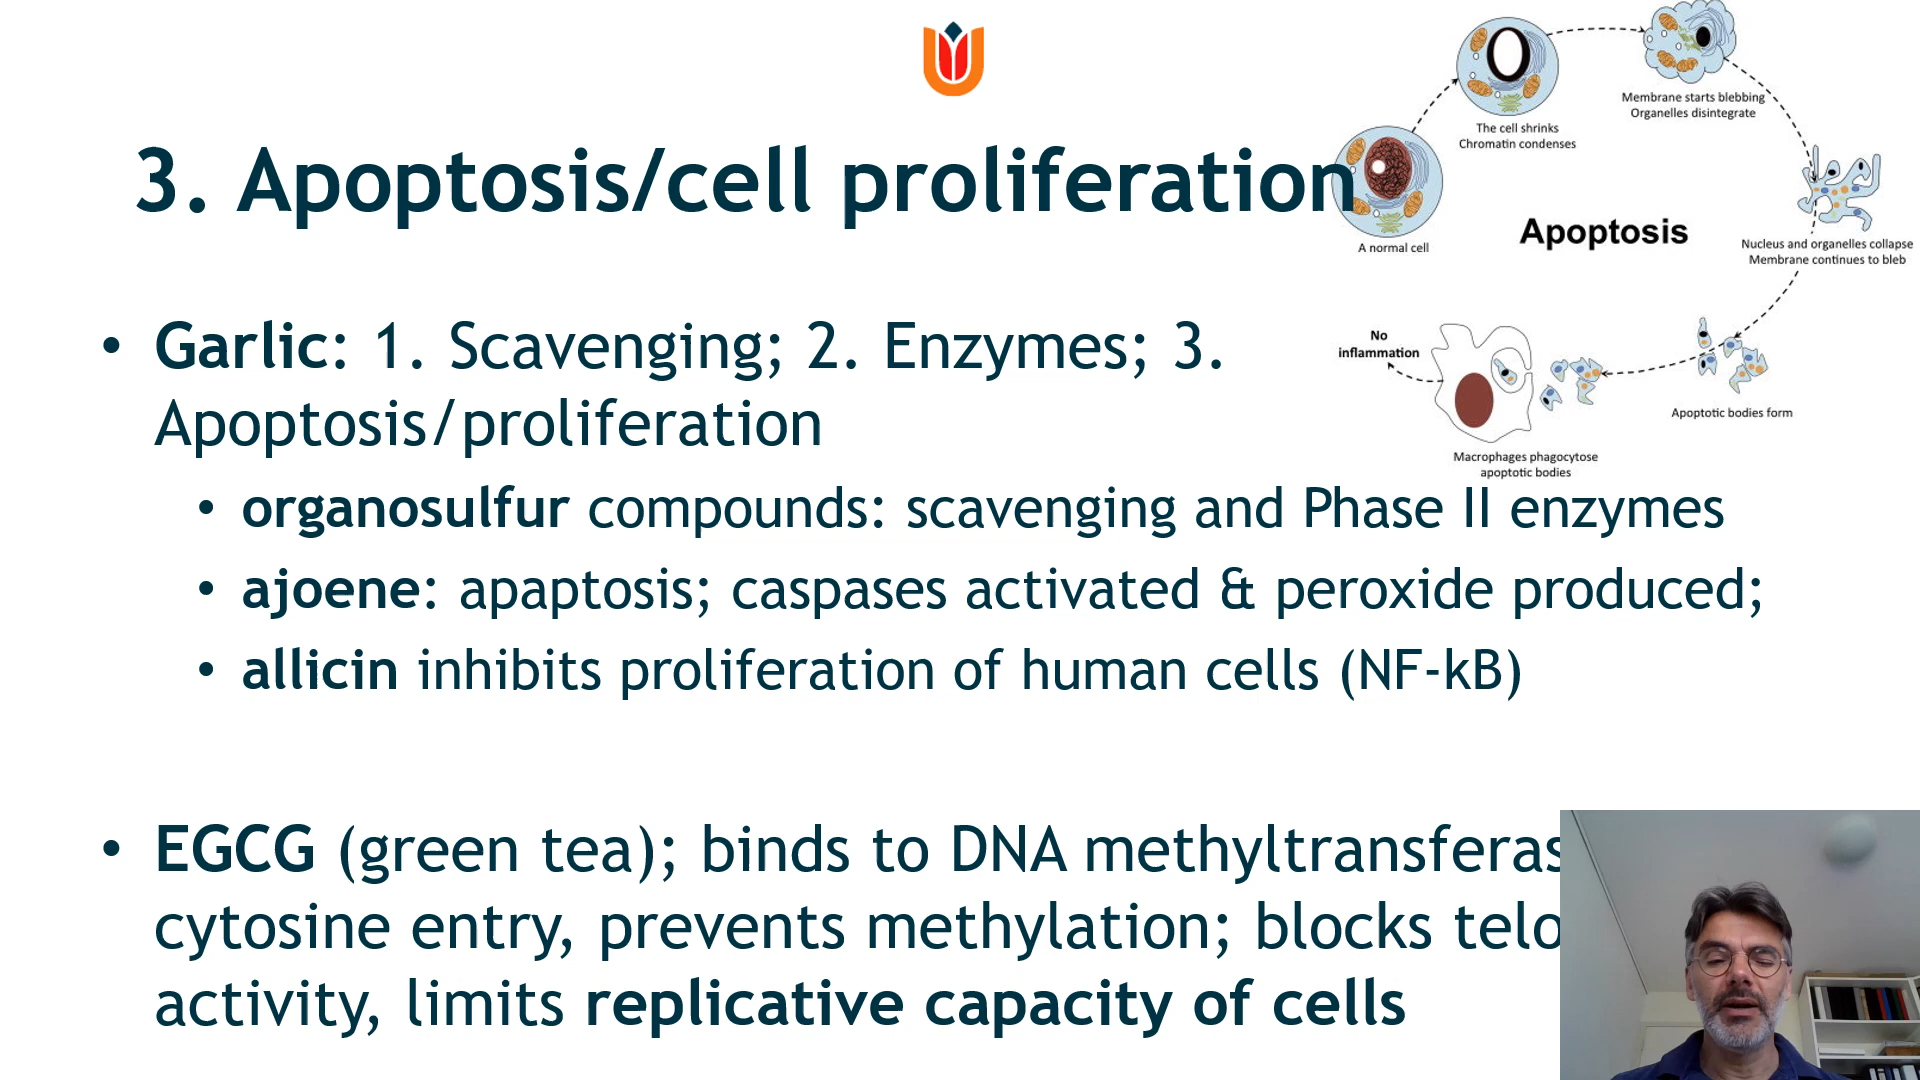 3. Apoptosis/cell proliferation
The cell shrinks
Chromatin condenses
Membrane starts blebbing
Organelles disintegrate
A normal cell
Apoptosis
Nucleus and organelles collapse
Membrane continues to bleb
No
inflammation
Apoptotic bodies form
Macrophages phagocytose
apoptotic bodies
• Garlic: 1. Scavenging; 2. Enzymes; 3.
Apoptosis/proliferation
• organosulfur compounds: scavenging and Phase II enzymes
• ajoene: apaptosis; caspases activated & peroxide produced;
• allicin inhibits proliferation of human cells (NF-kB)
• EGCG (green tea); binds to DNA methyltransferas
cytosine entry, prevents methylation; blocks telo
activity, limits replicative capacity of cells